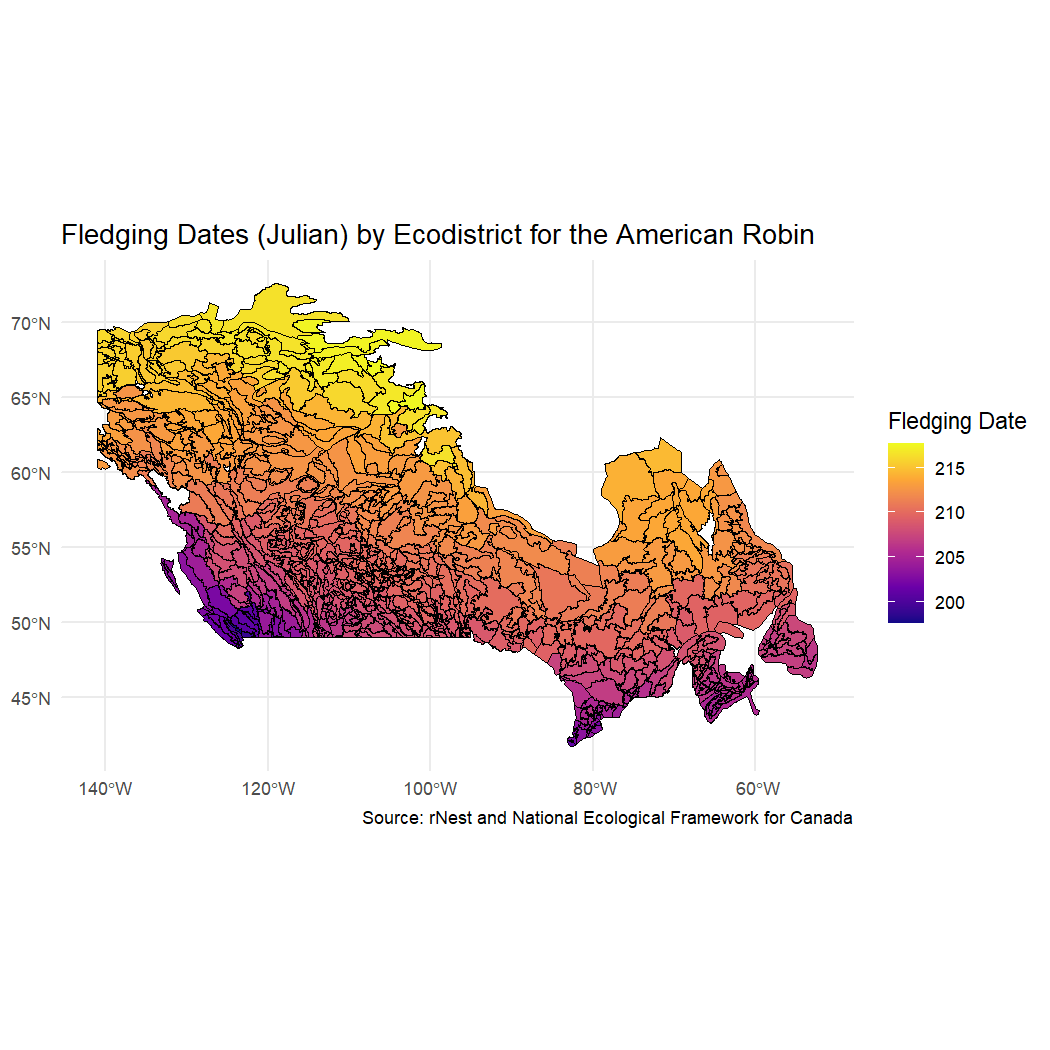 Fledging Dates (Julian) by Ecodistrict for the American Robin
70°N
65°N
60°N
55°N
50°N
45°N
140°W
120°W
100°W
80°W
60°W
Fledging Date
215
210
205
200
Source: rNest and National Ecological Framework for Canada